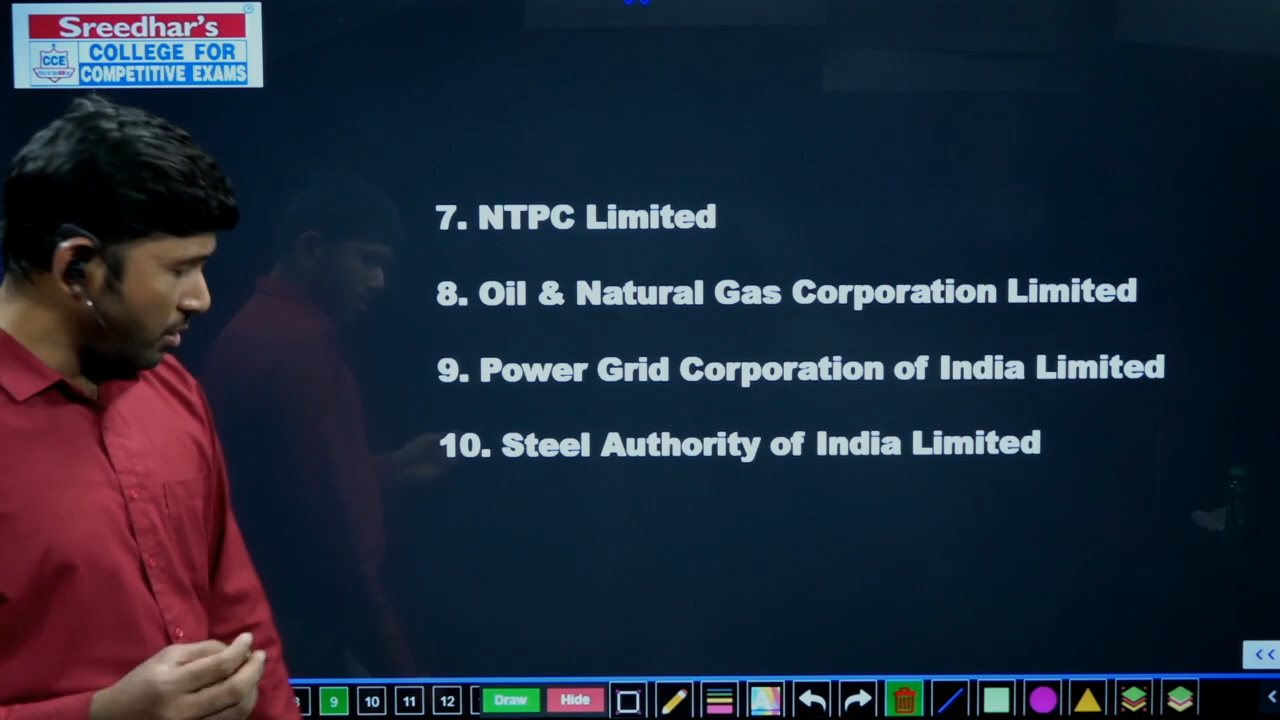 Sreedhar's
CCE
COLLEGE FOR
COMPETITIVE EXAMS
7. NTPC Limited
8. Oil & Natural Gas Corporation Limited
9. Power Grid Corporation of India Limited
10. Steel Authority of India Limited
9 10 11 12 Draw Hide